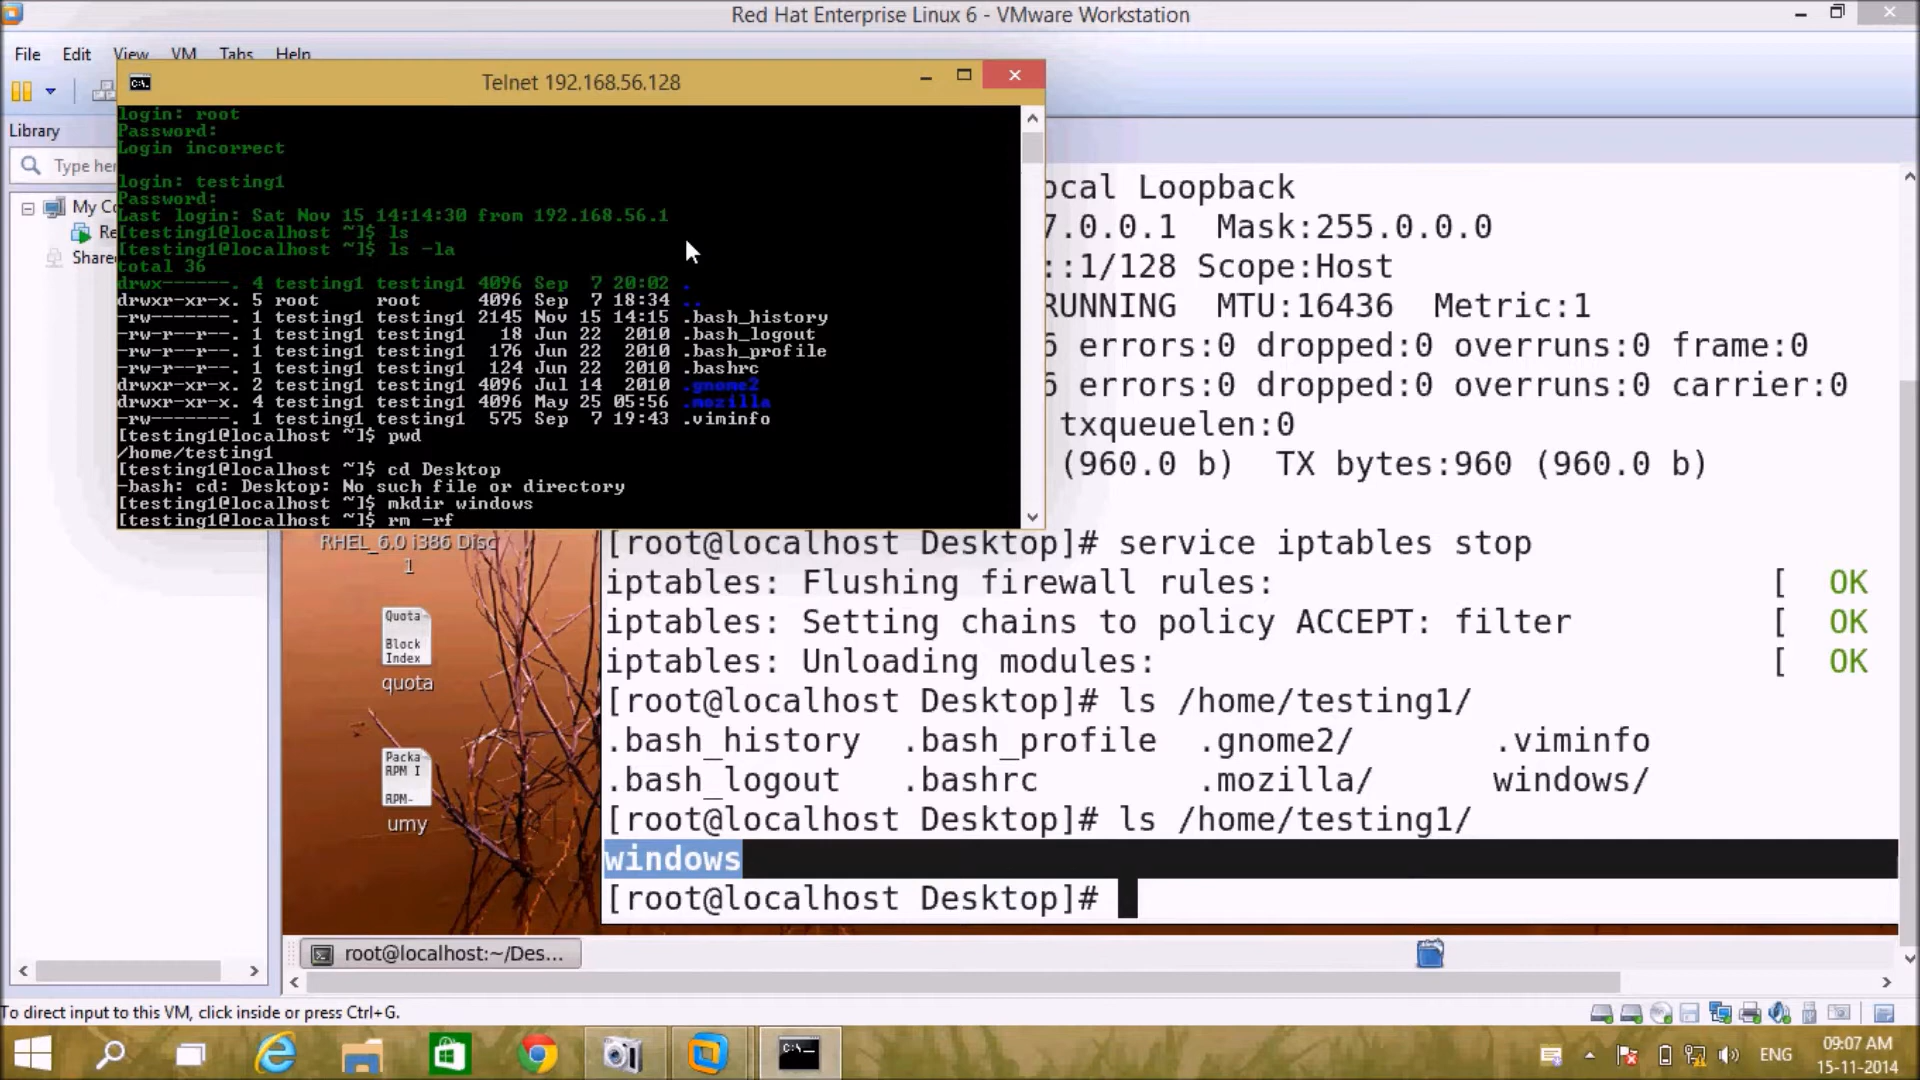 Red Hat Enterprise Linux 6 - VMware Workstation
File Edit View VM Tabs Help
Telnet 192.168.56.128
Library
Type her
My Co
Re
Share
login: root
Password:
Login incorrect
login: testing1
Password:
Last login: Sat Nov 15 14:14:30 from 192.168.56.1
[testing1@localhost ~]$ ls
[testing1@localhost ~]$ ls -la
total 36
drwx------. 4 testing1 testing1 4096 Sep 7 20:02 .
drwxr-xr-x. 5 root root 4096 Sep 7 18:34 ..
-rw-------. 1 testing1 testing1 2145 Nov 15 14:15 .bash_history
-rw-r--r--. 1 testing1 testing1 18 Jun 22 2010 .bash_logout
-rw-r--r--. 1 testing1 testing1 176 Jun 22 2010 .bash_profile
-rw-r--r--. 1 testing1 testing1 124 Jun 22 2010 .bashrc
drwxr-xr-x. 2 testing1 testing1 4096 Jul 14 2010 .gnome2
drwxr-xr-x. 4 testing1 testing1 4096 May 25 05:56 .mozilla
-rw-------. 1 testing1 testing1 575 Sep 7 19:43 .viminfo
[testing1@localhost ~]$ pwd
/home/testing1
[testing1@localhost ~]$ cd Desktop
-bash: cd: Desktop: No such file or directory
[testing1@localhost ~]$ mkdir windows
[testing1@localhost ~]$ rm -rf
ocal Loopback
7.0.0.1 Mask:255.0.0.0
::1/128 Scope:Host
RUNNING MTU:16436 Metric:1
6 errors:0 dropped:0 overruns:0 frame:0
6 errors:0 dropped:0 overruns:0 carrier:0
txqueuelen:0
(960.0 b) TX bytes:960 (960.0 b)
[root@localhost Desktop]# service iptables stop
iptables: Flushing firewall rules: [ OK
iptables: Setting chains to policy ACCEPT: filter [ OK
iptables: Unloading modules: [ OK
[root@localhost Desktop]# ls /home/testing1/
.bash_history .bash_profile .gnome2/ .viminfo
.bash_logout .bashrc .mozilla/ windows/
[root@localhost Desktop]# ls /home/testing1/
windows
[root@localhost Desktop]#
RHEL_6.0 i386 Disc
1
Quota-
Block
Index
quota
Packa
RPM I
RPM-
umy
root@localhost:~/Des...
To direct input to this VM, click inside or press Ctrl+G.
C:\_
ENG
09:07 AM
15-11-2014